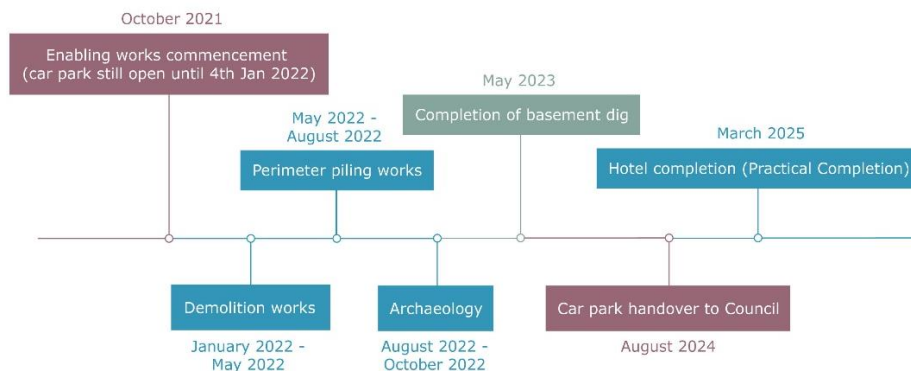 October 2021
Enabling works commencement
(car park still open until 4th Jan 2022)
Demolition works
January 2022 -
May 2022
May 2022 -
August 2022
Perimeter piling works
Archaeology
August 2022 -
October 2022
May 2023
Completion of basement dig
Car park handover to Council
August 2024
March 2025
Hotel completion (Practical Completion)